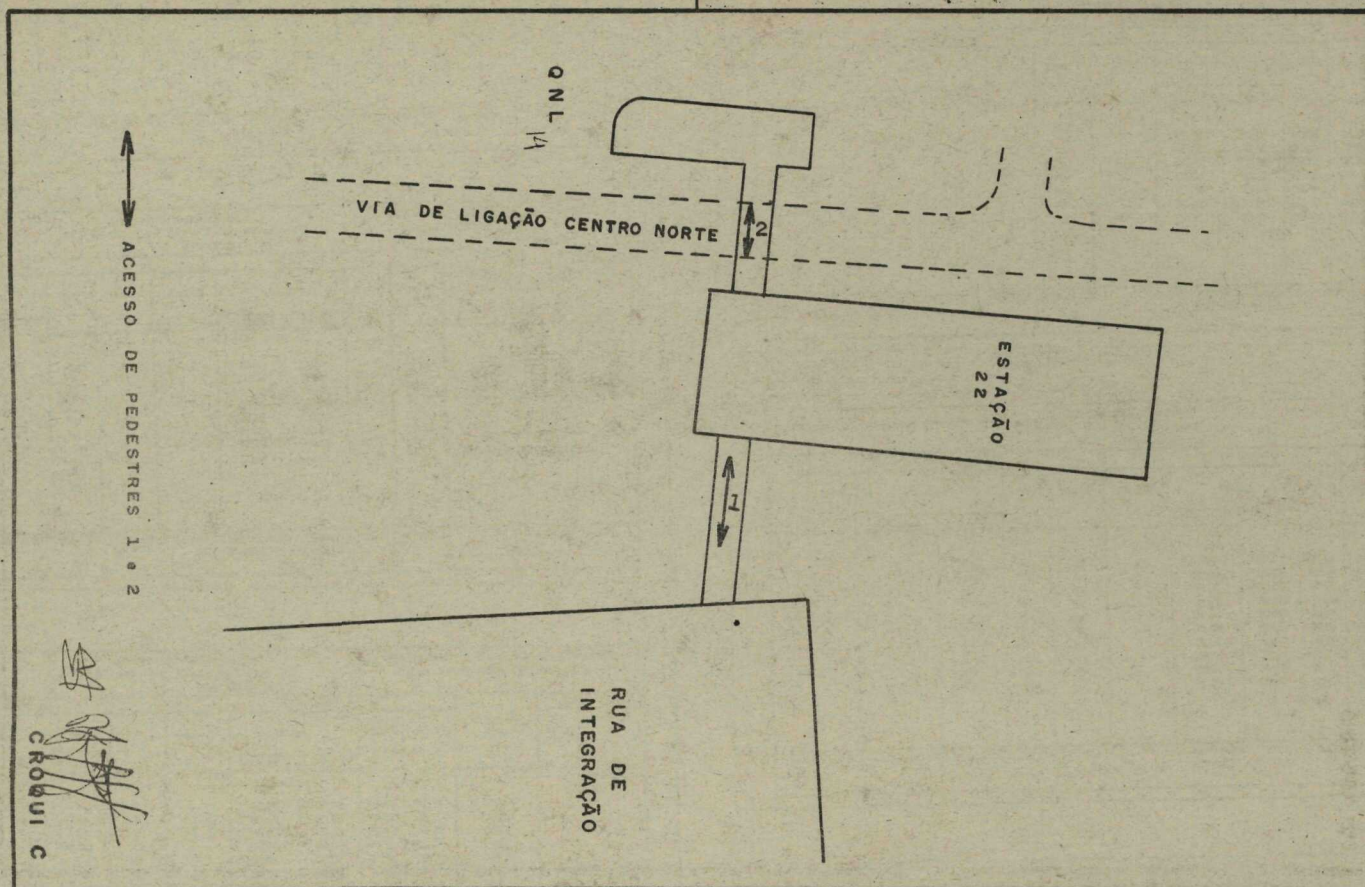 QNL 14
VIA DE LIGAÇÃO CENTRO NORTE
2
ESTAÇÃO
22
1
RUA DE
INTEGRAÇÃO
ACESSO DE PEDESTRES 1 e 2
CROQUI C